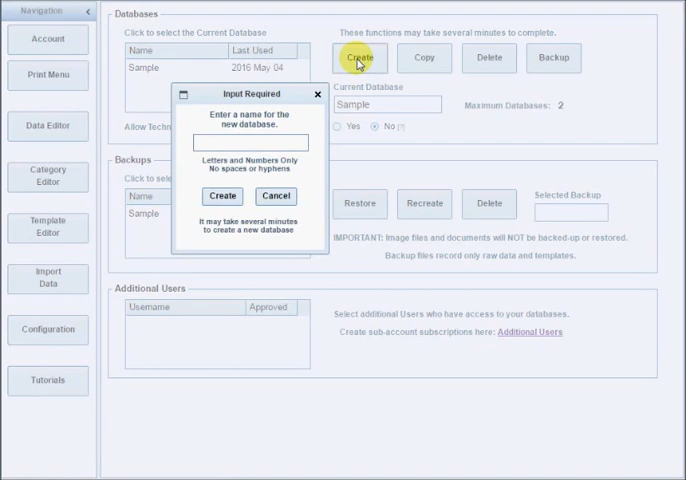 Navigation
Account
Print Menu
Data Editor
Category
Editor
Template
Editor
Import
Data
Configuration
Tutorials
Databases
Click to select the Current Database
Name Last Used
Sample 2016 May 04
Allow Techn
These functions may take several minutes to complete.
Create Copy Delete Backup
Current Database
Sample Maximum Databases: 2
Yes No [?]
Input Required
Enter a name for the
new database.
Letters and Numbers Only
No spaces or hyphens
Create Cancel
It may take several minutes
to create a new database
Backups
Click to sele
Name
Sample
Restore Recreate Delete
Selected Backup
IMPORTANT: Image files and documents will NOT be backed-up or restored.
Backup files record only raw data and templates.
Additional Users
Username Approved
Select additional Users who have access to your databases.
Create sub-account subscriptions here: Additional Users